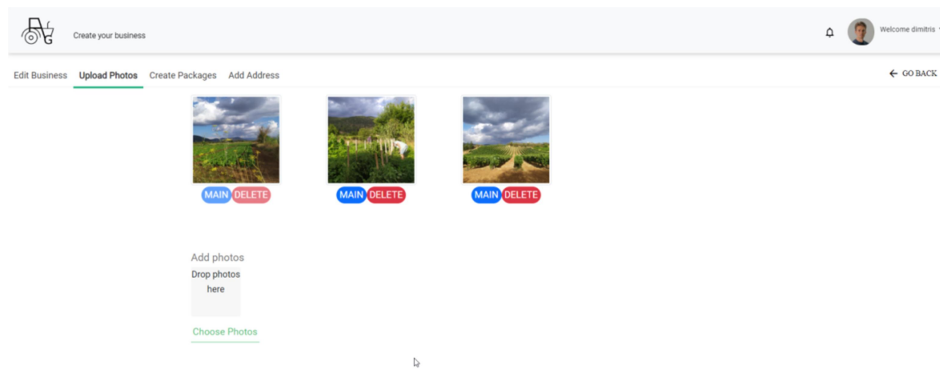 Create your business
Welcome dimitris
Edit Business Upload Photos Create Packages Add Address
GO BACK
MAIN DELETE MAIN DELETE MAIN DELETE
Add photos
Drop photos
here
Choose Photos